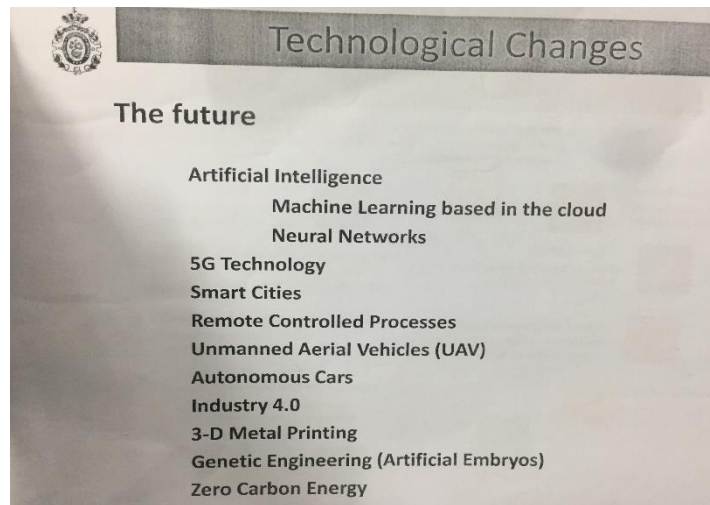 Technological Changes
The future
Artificial Intelligence
Machine Learning based in the cloud
Neural Networks
5G Technology
Smart Cities
Remote Controlled Processes
Unmanned Aerial Vehicles (UAV)
Autonomous Cars
Industry 4.0
3-D Metal Printing
Genetic Engineering (Artificial Embryos)
Zero Carbon Energy